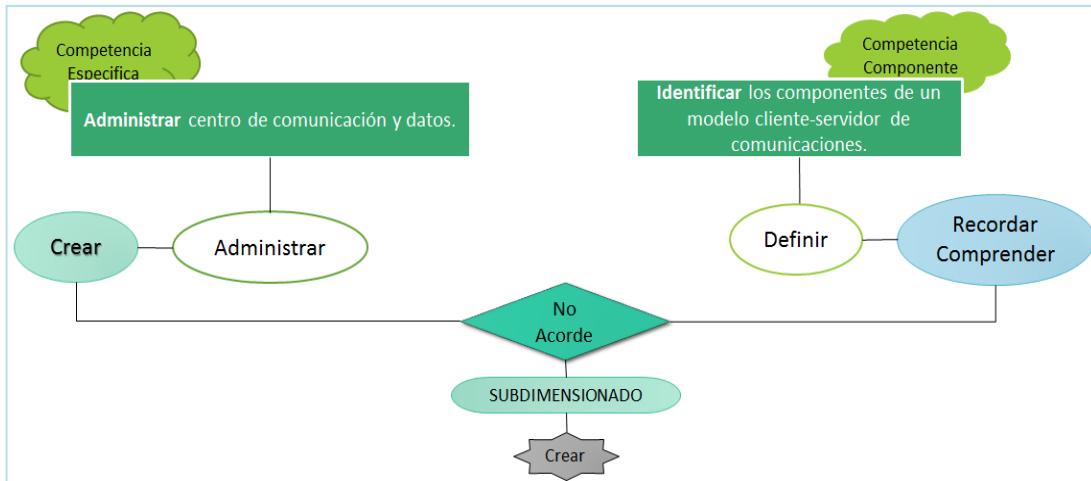 Competencia
Especifica
Administrar centro de comunicación y datos.
Competencia
Componente
Identificar los componentes de un
modelo cliente-servidor de
comunicaciones.
Crear
Administrar
Definir
Recordar
Comprender
No
Acorde
SUBDIMENSIONADO
Crear